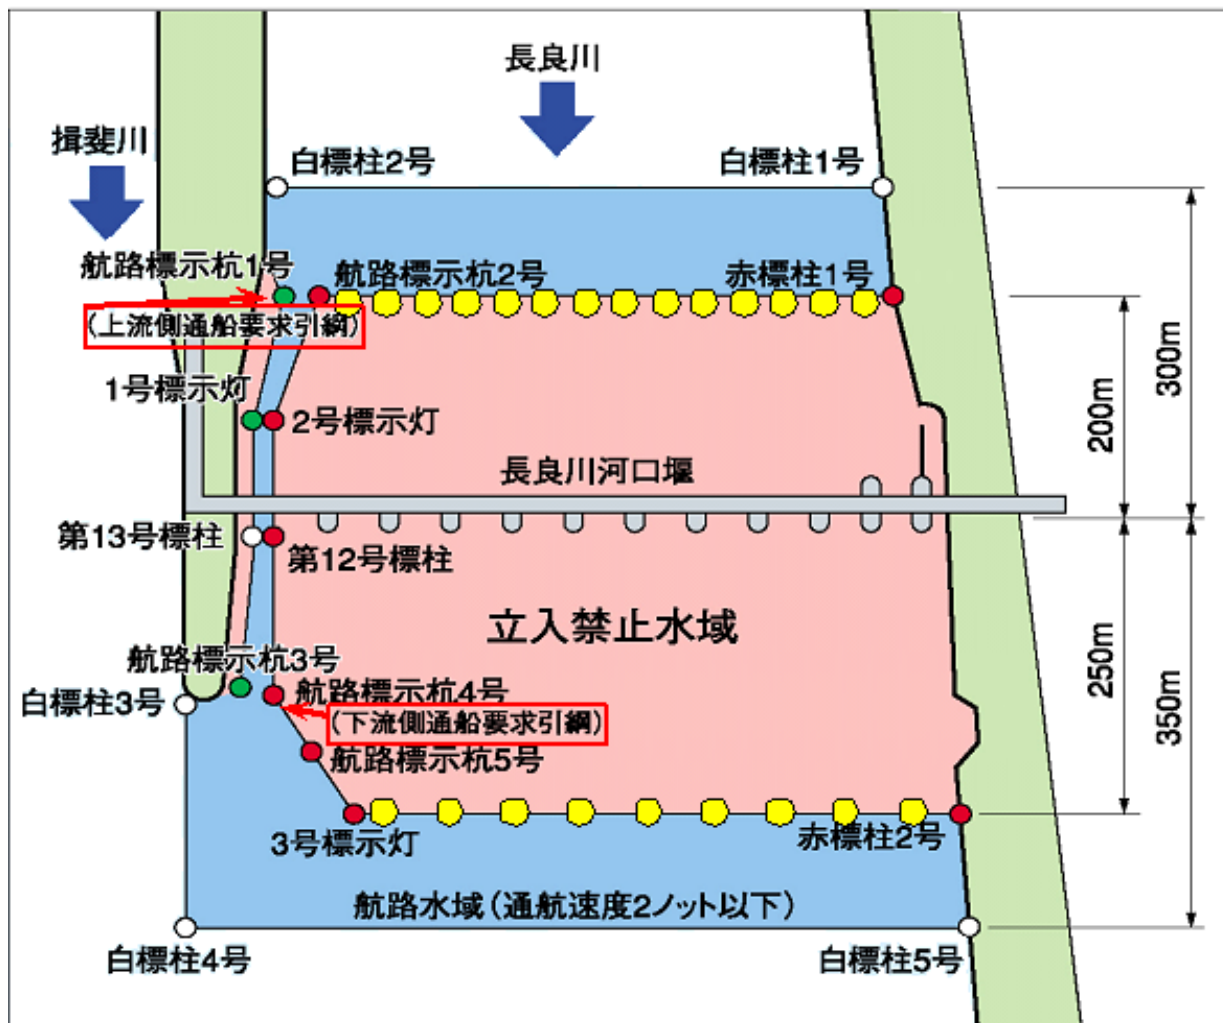 長良川
揖斐川
白標柱2号
白標柱1号
航路標示杭1号
航路標示杭2号
赤標柱1号
(上流側通船要求引綱)
1号標示灯
2号標示灯
300m
200m
長良川河口堰
第13号標柱
第12号標柱
立入禁止水域
航路標示杭3号
航路標示杭4号
白標柱3号
(下流側通船要求引綱)
250m
350m
航路標示杭5号
3号標示灯
赤標柱2号
航路水域(通航速度2ノット以下)
白標柱4号
白標柱5号